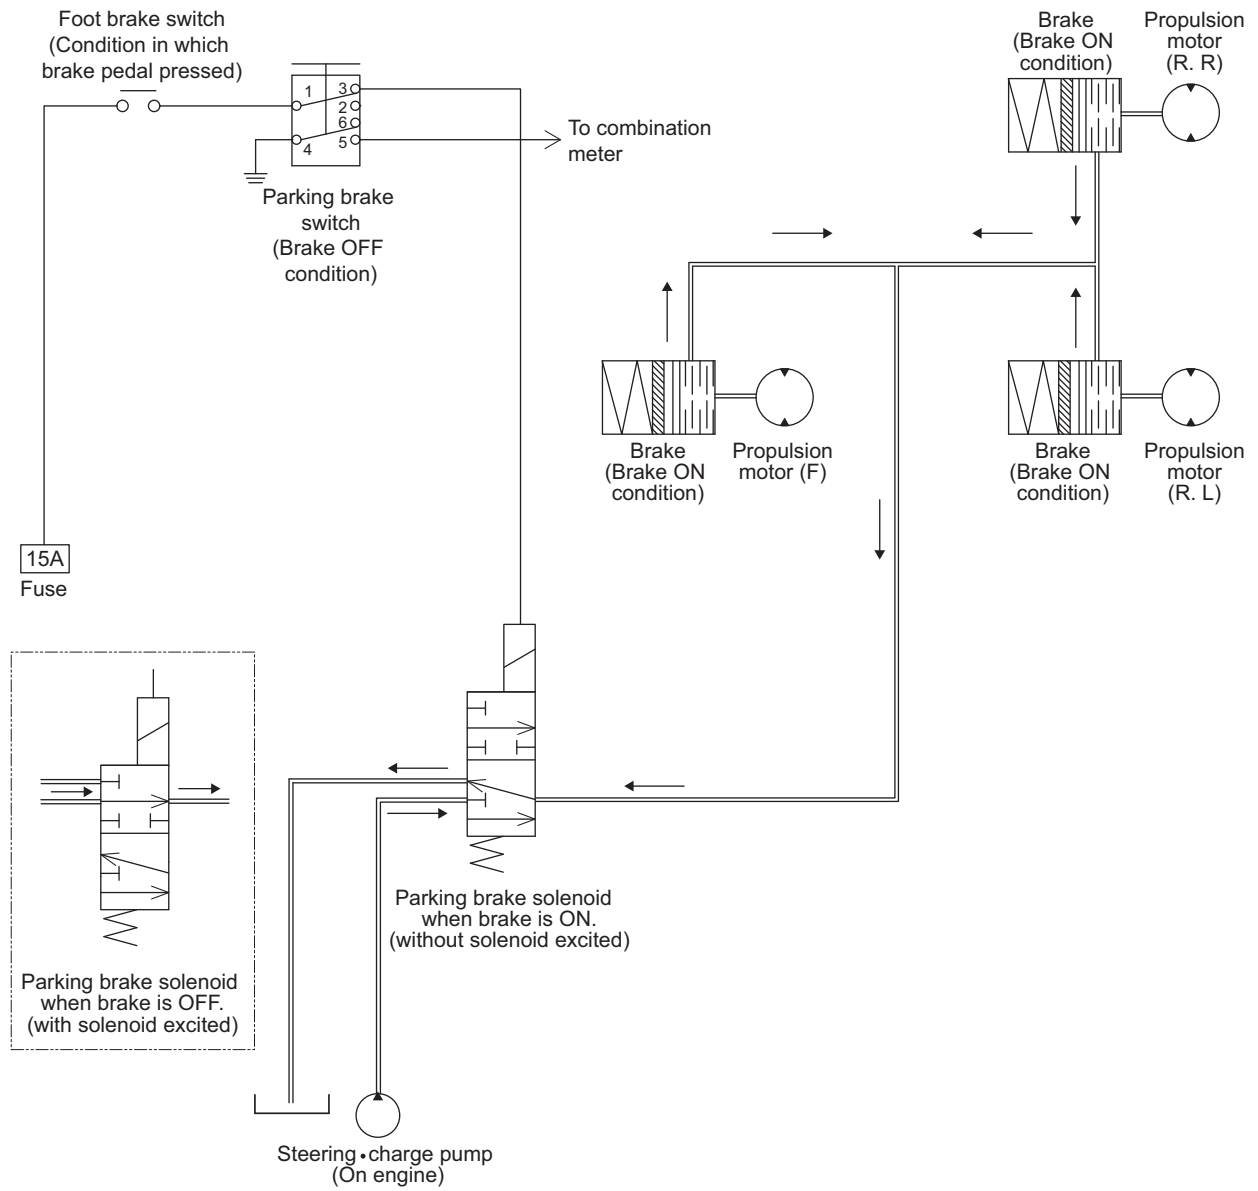 Foot brake switch
(Condition in which
brake pedal pressed)
1
3
2
6
4
5
To combination
meter
Parking brake
switch
(Brake OFF
condition)
Brake
(Brake ON
condition)
Propulsion
motor
(R. R)
Brake
(Brake ON
condition)
Propulsion
motor (F)
Brake
(Brake ON
condition)
Propulsion
motor
(R. L)
15A
Fuse
Parking brake solenoid
when brake is ON.
(without solenoid excited)
Parking brake solenoid
when brake is OFF.
(with solenoid excited)
Steering•charge pump
(On engine)